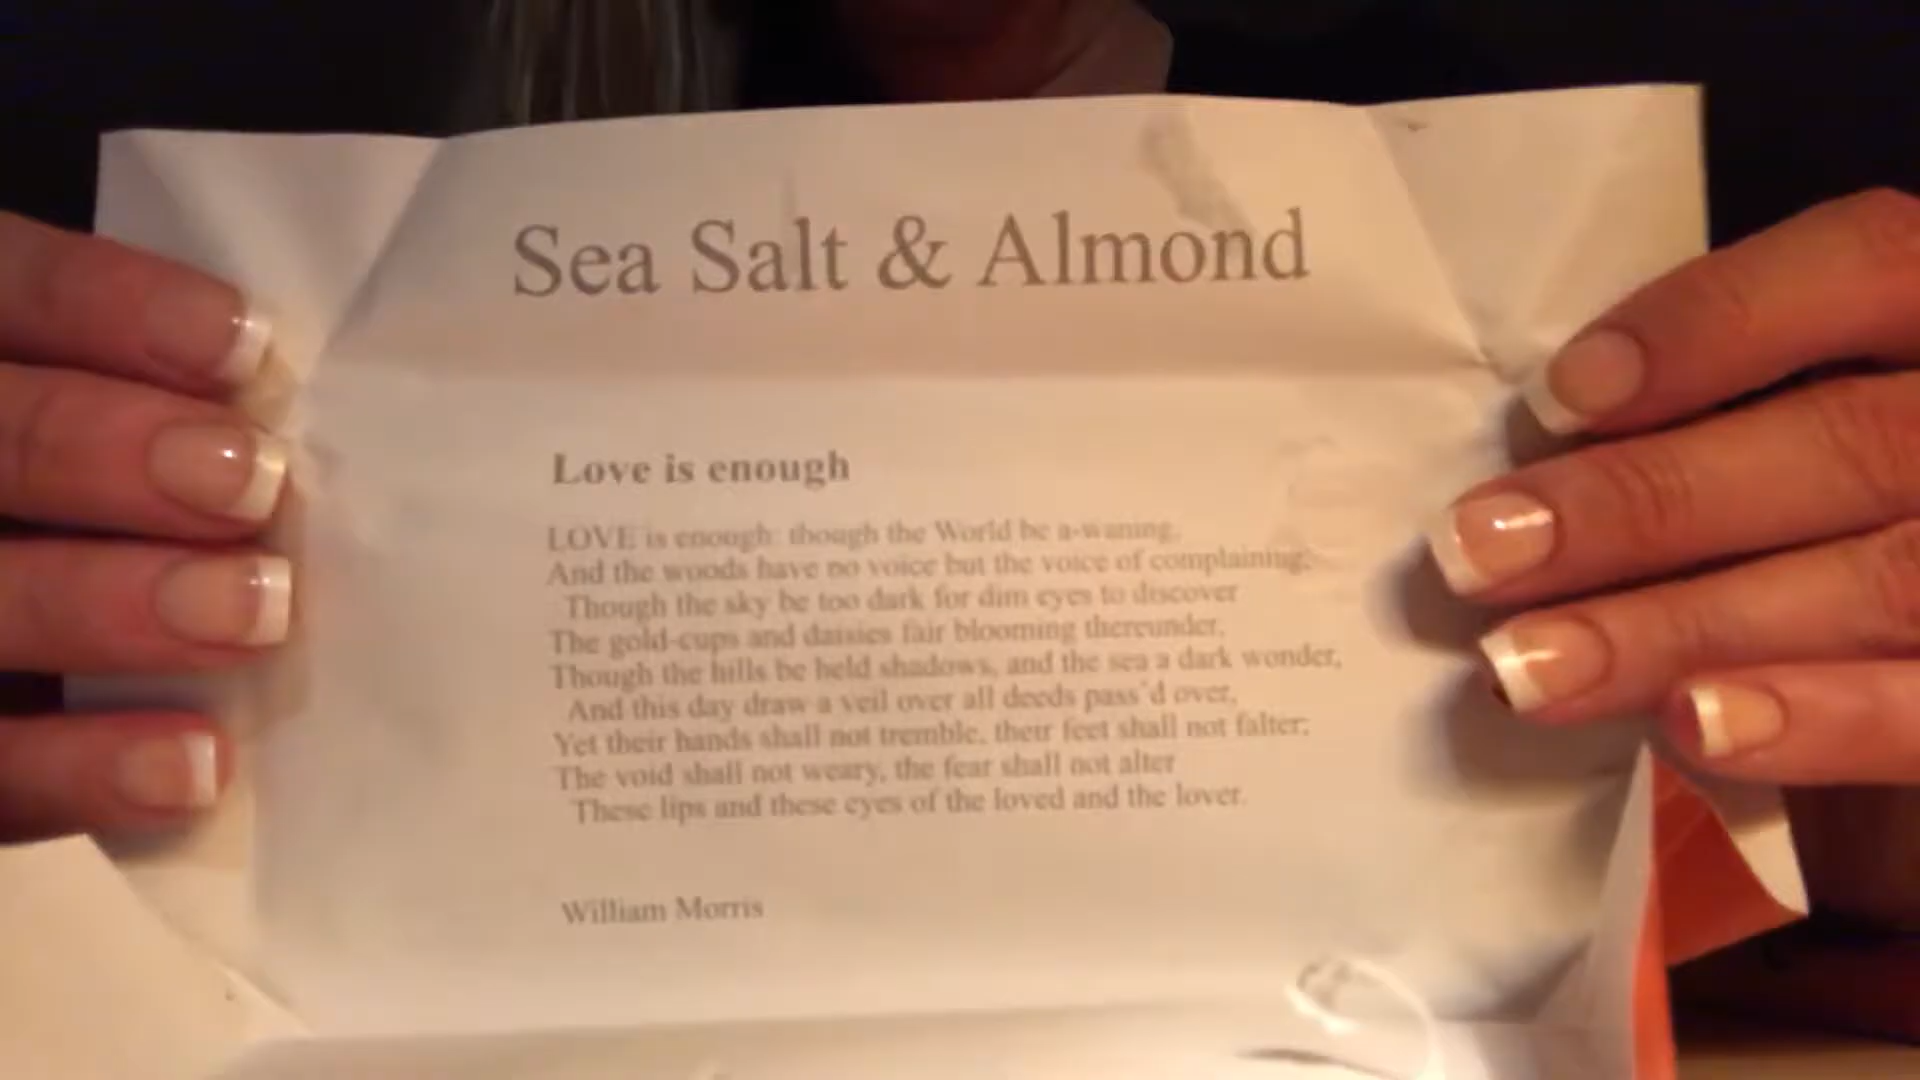 Sea Salt & Almond
Love is enough
LOVE is enough: though the World be a-waning,
And the woods have no voice but the voice of complaining;
Though the sky be too dark for dim eyes to discover
The gold-cups and daisies fair blooming thereunder,
Though the hills be held shadows, and the sea a dark wonder,
And this day draw a veil over all deeds pass'd over,
Yet their hands shall not tremble, their feet shall not falter;
The void shall not weary, the fear shall not alter
These lips and these eyes of the loved and the lover.
William Morris